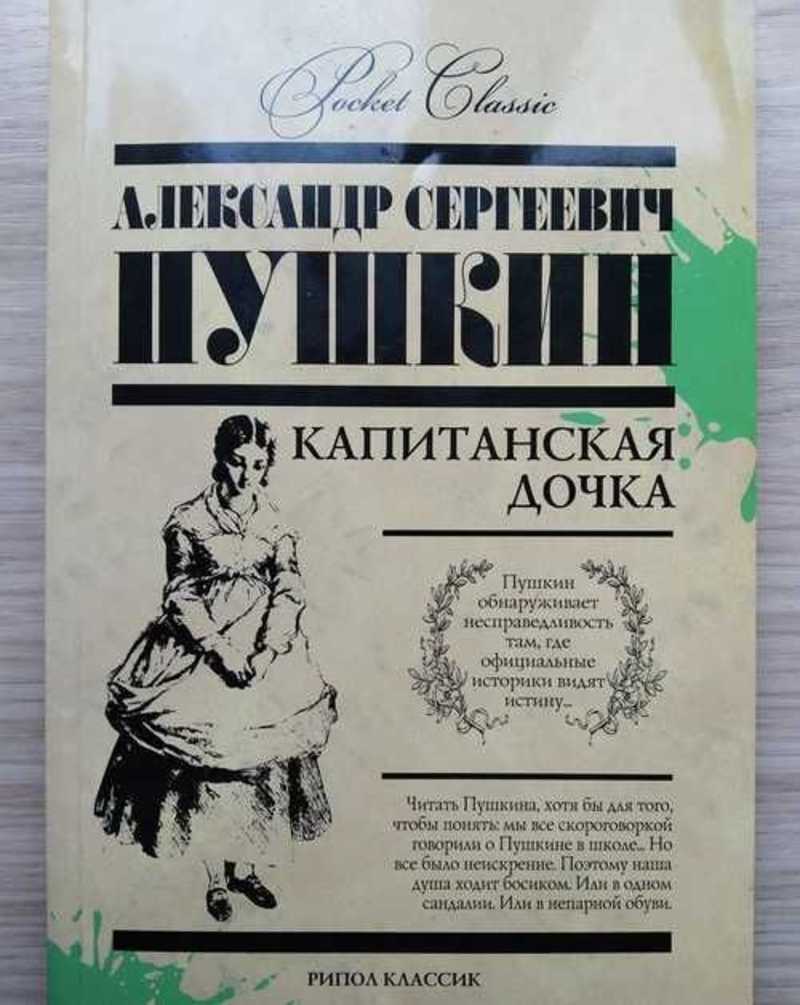 Pocket Classic
АЛЕКСАНДР СЕРГЕЕВИЧ
ПУШКИН
КАПИТАНСКАЯ
ДОЧКА
Пушкин
обнаруживает
несправедливость
там, где
официальные
историки видят
истину...
Читать Пушкина, хотя бы для того,
чтобы понять: мы все скороговоркой
говорили о Пушкине в школе... Но
все было неискренне. Поэтому наша
душа ходит босиком. Или в одном
сандалии. Или в непарной обуви.
РИПОЛ КЛАССИК